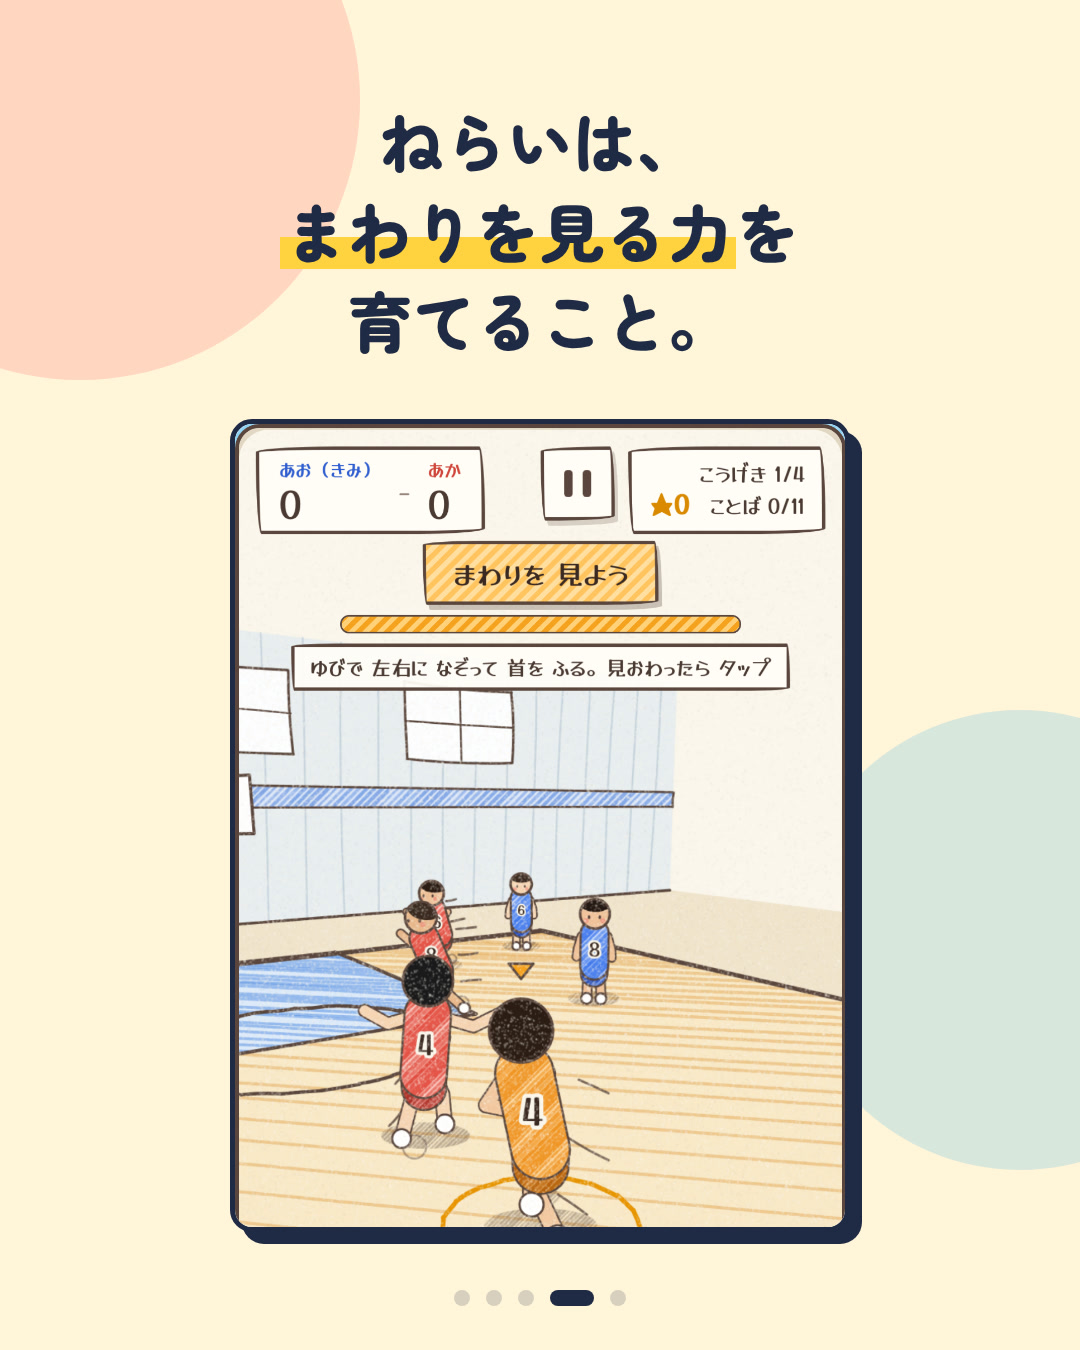 ねらいは、
まわりを見る力を
育てること。
あお（きみ） あか
0 - 0
こうげき 1/4
★0 ことば 0/11
まわりを 見よう
ゆびで 左右に なぞって 首を ふる。見おわったら タップ
6
6
8
8
4
4